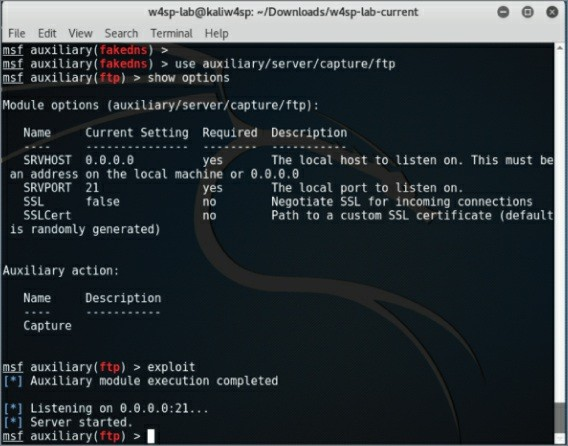 w4sp-lab@kaliw4sp: ~/Downloads/w4sp-lab-current
File Edit View Search Terminal Help
msf auxiliary(fakedns) >
msf auxiliary(fakedns) > use auxiliary/server/capture/ftp
msf auxiliary(ftp) > show options
Module options (auxiliary/server/capture/ftp):
Name Current Setting Required Description
---- --------------- -------- -----------
SRVHOST 0.0.0.0 yes The local host to listen on. This must be
an address on the local machine or 0.0.0.0
SRVPORT 21 yes The local port to listen on.
SSL false no Negotiate SSL for incoming connections
SSLCert no Path to a custom SSL certificate (default
is randomly generated)
Auxiliary action:
Name Description
---- -----------
Capture
msf auxiliary(ftp) > exploit
[*] Auxiliary module execution completed
[*] Listening on 0.0.0.0:21...
[*] Server started.
msf auxiliary(ftp) >